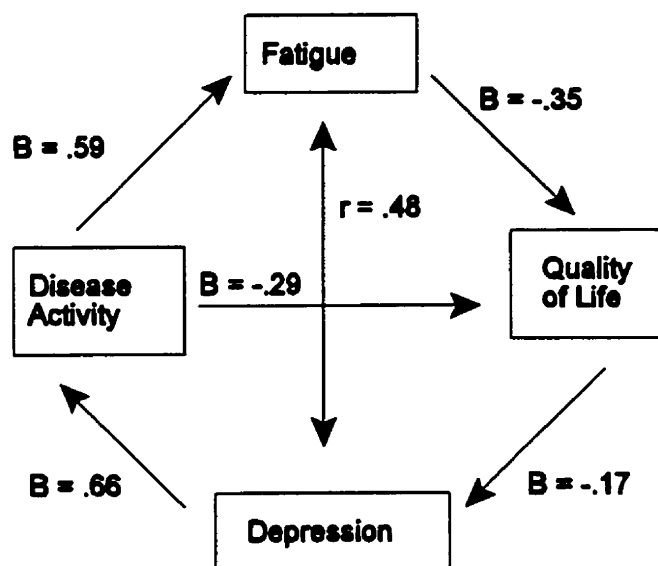 Fatigue
B = -.35
B = .59
r = .48
Disease
Activity
B = -.29
Quality
of Life
B = .66
B = -.17
Depression